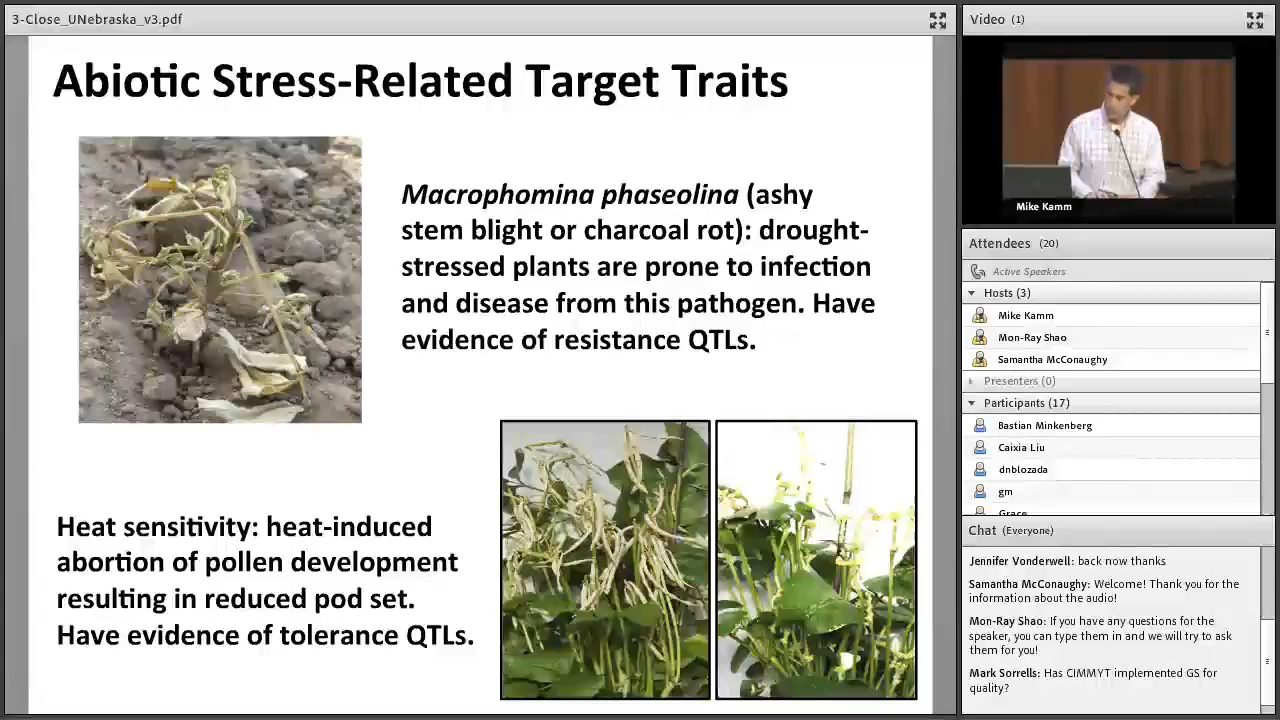 3-Close_UNebraska_v3.pdf
Abiotic Stress-Related Target Traits
Macrophomina phaseolina (ashy
stem blight or charcoal rot): drought-
stressed plants are prone to infection
and disease from this pathogen. Have
evidence of resistance QTLs.
Heat sensitivity: heat-induced
abortion of pollen development
resulting in reduced pod set.
Have evidence of tolerance QTLs.
Video (1)
Mike Kamm
Attendees (20)
Active Speakers
Hosts (3)
Mike Kamm
Mon-Ray Shao
Samantha McConaughy
Presenters (0)
Participants (17)
Bastian Minkenberg
Caixia Liu
dnblozada
gm
Grace
Chat (Everyone)
Jennifer Vonderwell: back now thanks
Samantha McConaughy: Welcome! Thank you for the
information about the audio!
Mon-Ray Shao: If you have any questions for the
speaker, you can type them in and we will try to ask
them for you!
Mark Sorrells: Has CIMMYT implemented GS for
quality?